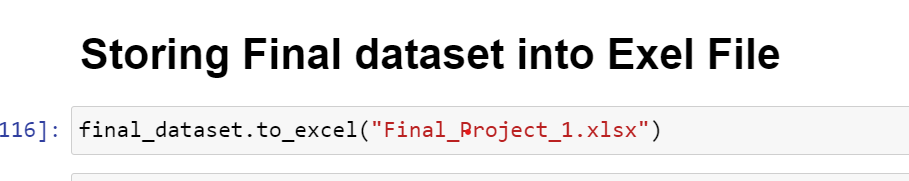 Storing Final dataset into Exel File
116]: final_dataset.to_excel("Final_Project_1.xlsx")